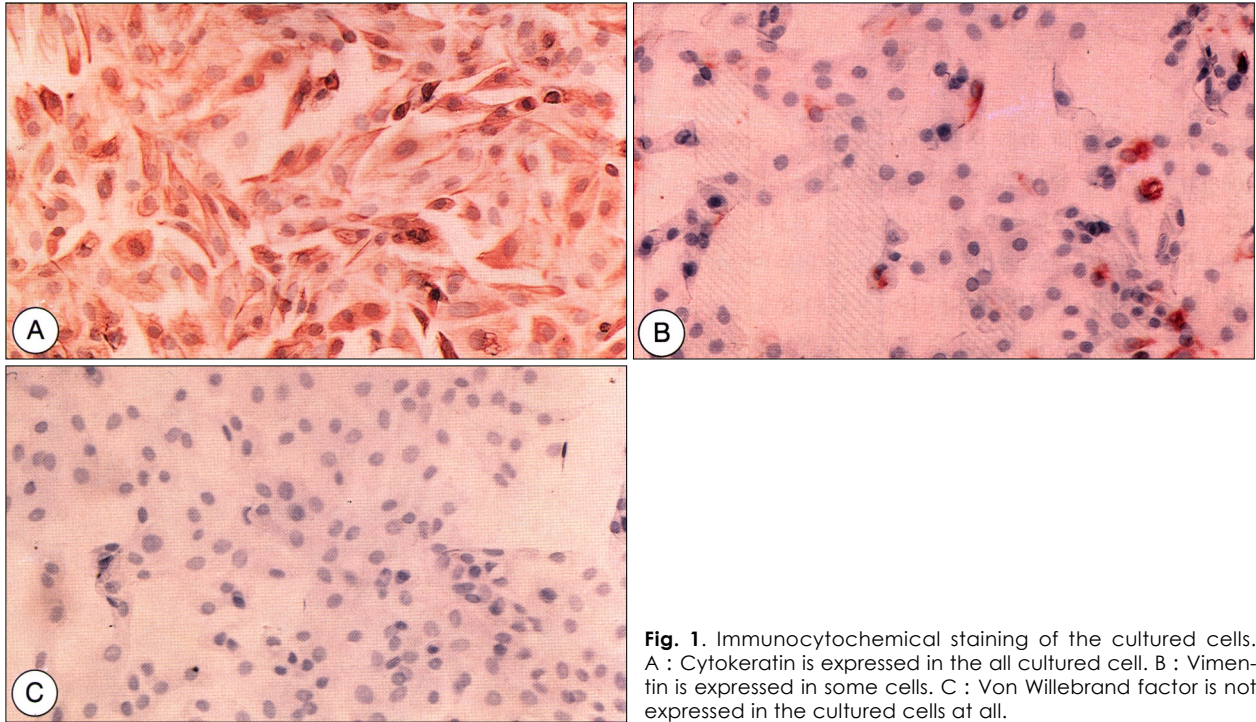 A
B
C
Fig. 1. Immunocytochemical staining of the cultured cells.
A : Cytokeratin is expressed in the all cultured cell. B : Vimen-
tin is expressed in some cells. C : Von Willebrand factor is not
expressed in the cultured cells at all.